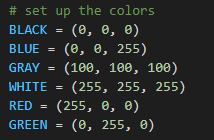 # set up the colors
BLACK = (0, 0, 0)
BLUE = (0, 0, 255)
GRAY = (100, 100, 100)
WHITE = (255, 255, 255)
RED = (255, 0, 0)
GREEN = (0, 255, 0)